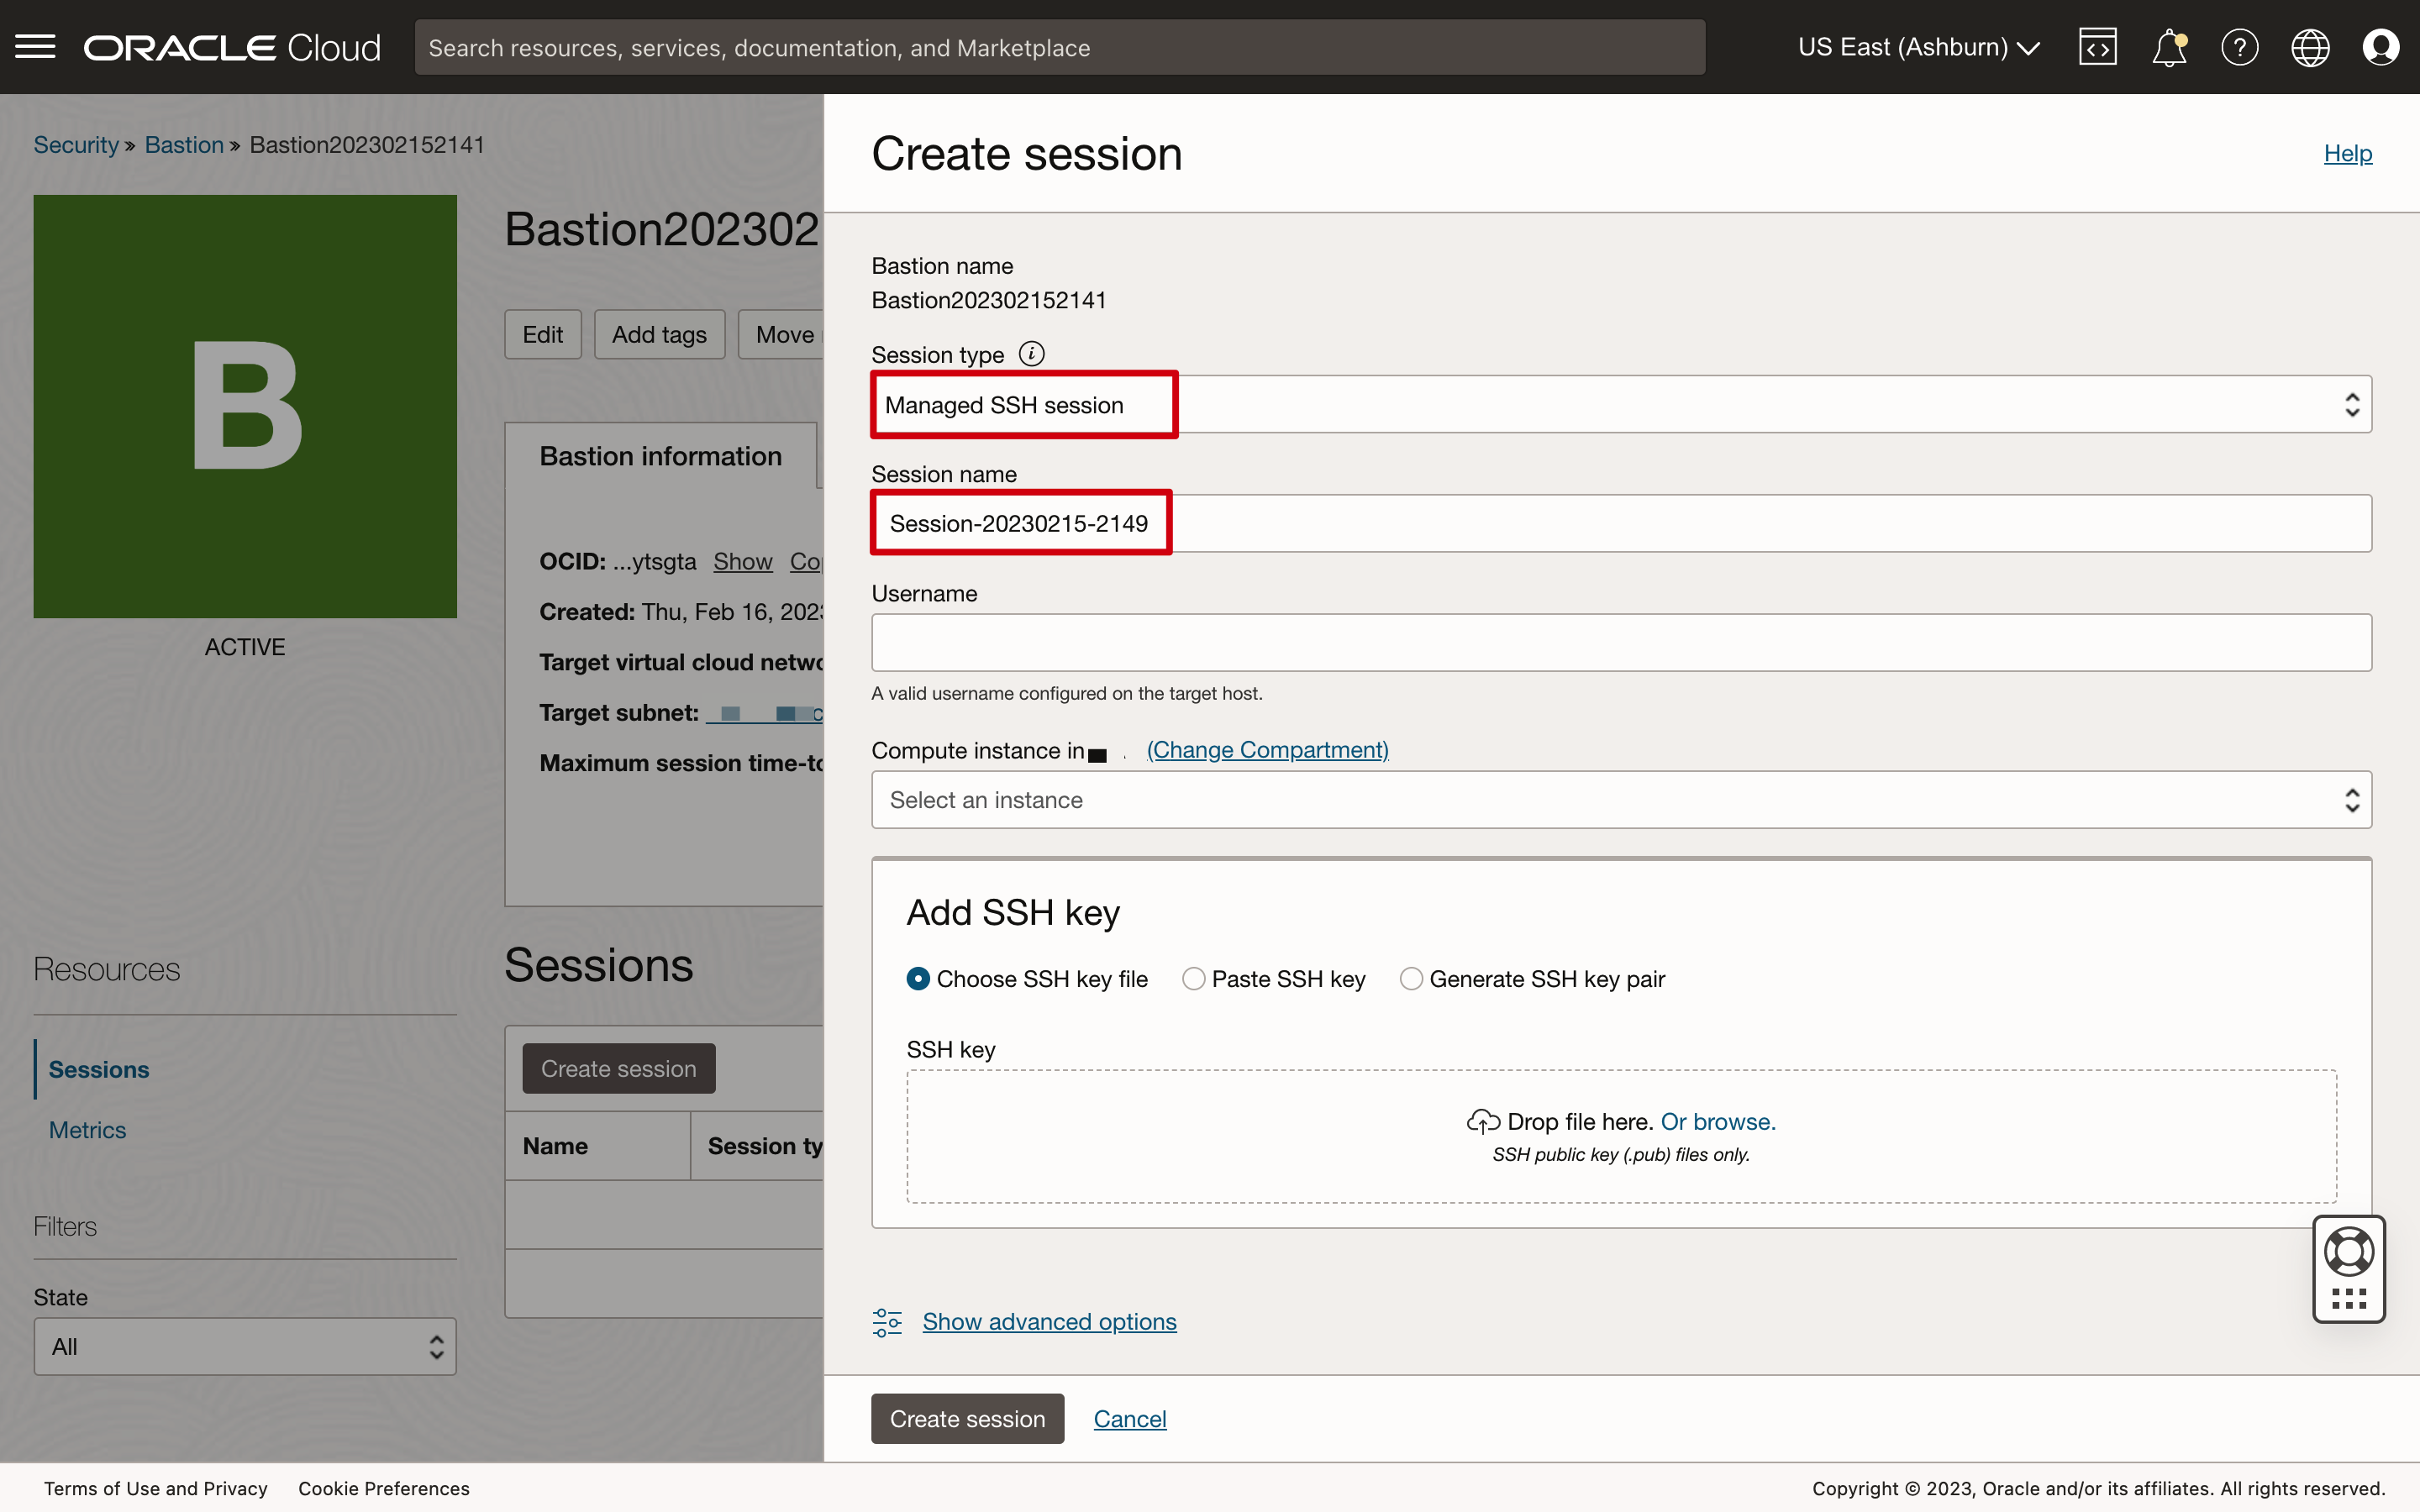 ORACLE Cloud
Search resources, services, documentation, and Marketplace
US East (Ashburn)
Security » Bastion » Bastion202302152141
B
ACTIVE
Resources
Sessions
Metrics
Filters
State
All
Bastion202302
Edit
Add tags
Move
Bastion information
OCID: ...ytsgta Show
Created: Thu, Feb 16, 202
Target virtual cloud netw
Target subnet:
Maximum session time-t
Sessions
Create session
Name
Session ty
Create session
Help
Bastion name
Bastion202302152141
Session type
Managed SSH session
Session name
Session-20230215-2149
Username
A valid username configured on the target host.
Compute instance in (Change Compartment)
Select an instance
Add SSH key
Choose SSH key file
Paste SSH key
Generate SSH key pair
SSH key
Drop file here. Or browse.
SSH public key (.pub) files only.
Show advanced options
Create session
Cancel
Terms of Use and Privacy
Cookie Preferences
Copyright © 2023, Oracle and/or its affiliates. All rights reserved.